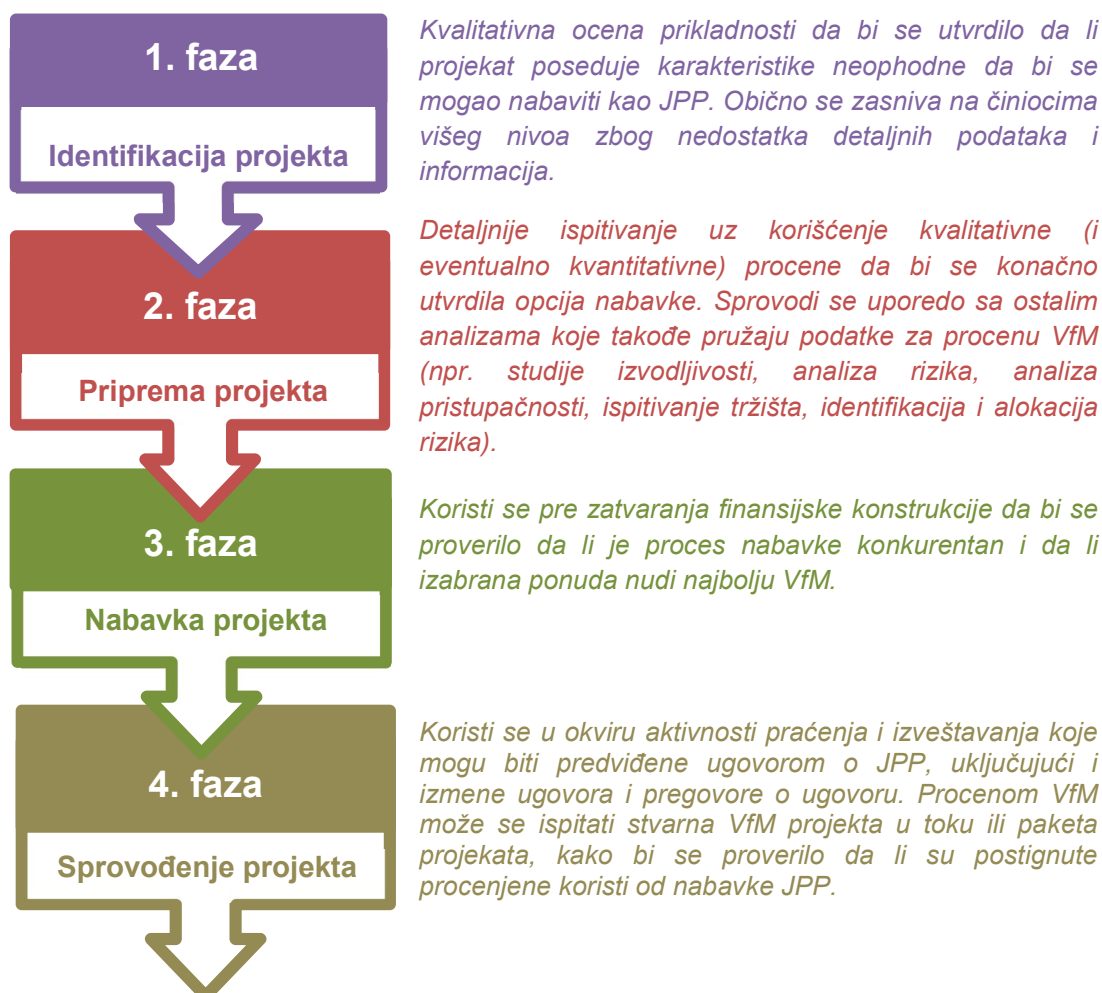 1. faza
Identifikacija projekta
Kvalitativna ocena prikladnosti da bi se utvrdilo da li
projekat poseduje karakteristike neophodne da bi se
mogao nabaviti kao JPP. Obično se zasniva na činiocima
višeg nivoa zbog nedostatka detaljnih podataka i
informacija.
2. faza
Priprema projekta
Detaljnije ispitivanje uz korišćenje kvalitativne (i
eventualno kvantitativne) procene da bi se konačno
utvrdila opcija nabavke. Sprovodi se uporedo sa ostalim
analizama koje takođe pružaju podatke za procenu VfM
(npr. studije izvodljivosti, analiza rizika, analiza
pristupačnosti, ispitivanje tržišta, identifikacija i alokacija
rizika).
3. faza
Nabavka projekta
Koristi se pre zatvaranja finansijske konstrukcije da bi se
proverilo da li je proces nabavke konkurentan i da li
izabrana ponuda nudi najbolju VfM.
4. faza
Sprovođenje projekta
Koristi se u okviru aktivnosti praćenja i izveštavanja koje
mogu biti predviđene ugovorom o JPP, uključujući i
izmene ugovora i pregovore o ugovoru. Procenom VfM
može se ispitati stvarna VfM projekta u toku ili paketa
projekata, kako bi se proverilo da li su postignute
procenjene koristi od nabavke JPP.